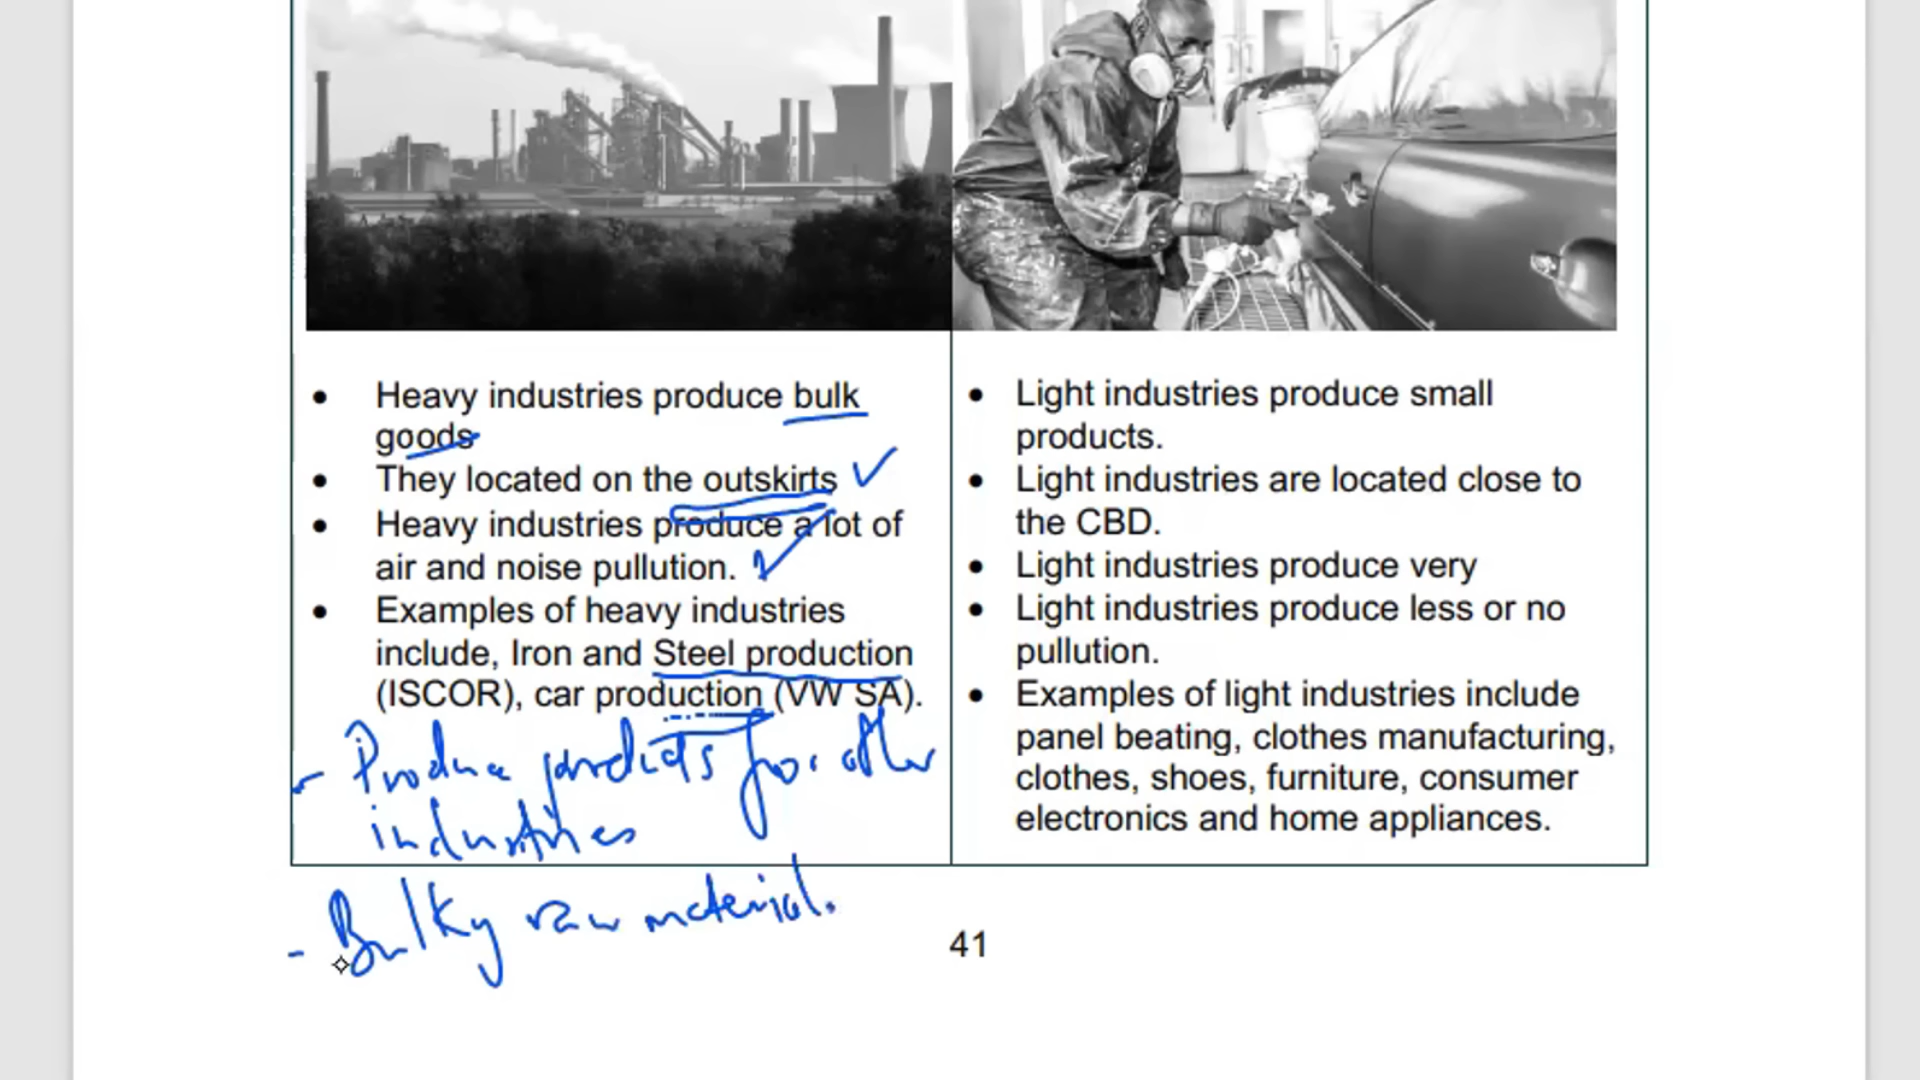 • Heavy industries produce bulk
goods
• They located on the outskirts
• Heavy industries produce a lot of
air and noise pullution.
• Examples of heavy industries
include, Iron and Steel production
(ISCOR), car production (VW SA).
- Produce products for other
industries
- Bulky raw material.
• Light industries produce small
products.
• Light industries are located close to
the CBD.
• Light industries produce very
• Light industries produce less or no
pullution.
• Examples of light industries include
panel beating, clothes manufacturing,
clothes, shoes, furniture, consumer
electronics and home appliances.
41